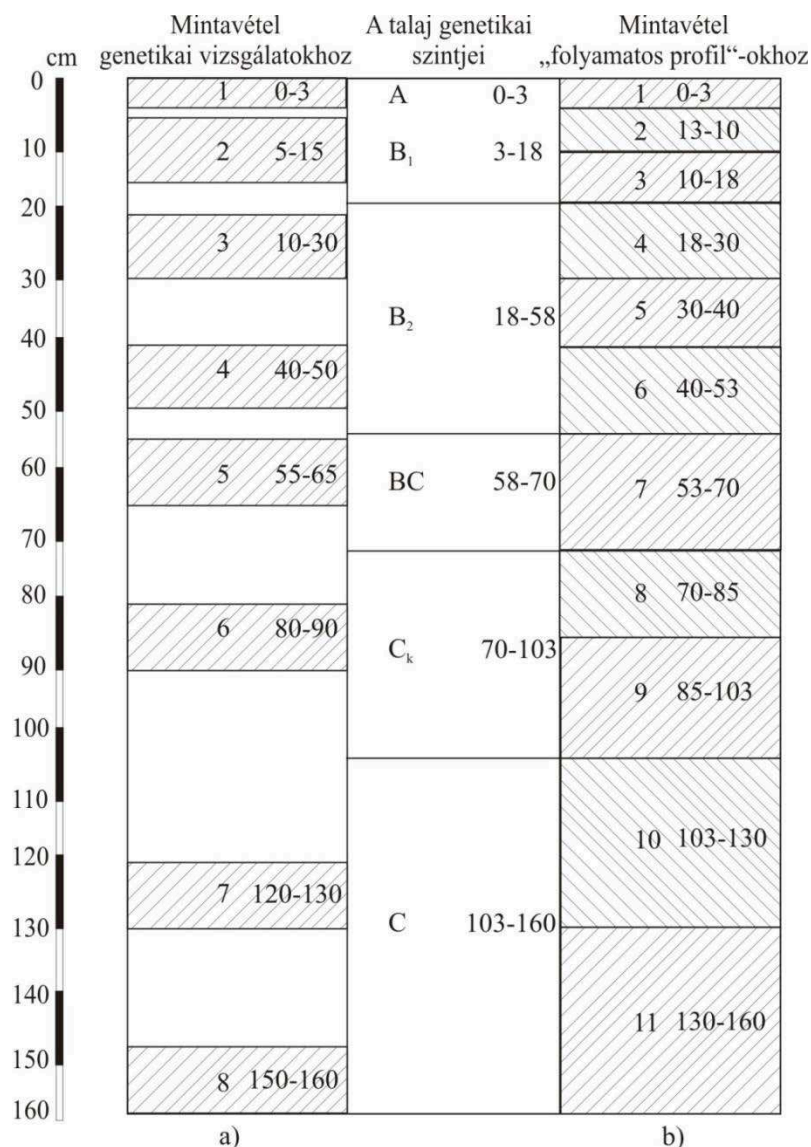 cm
0
10
20
30
40
50
60
70
80
90
100
110
120
130
140
150
160
Mintavétel
genetikai vizsgálatokhoz
1 0-3
2 5-15
3 10-30
4 40-50
5 55-65
6 80-90
7 120-130
8 150-160
a)
A talaj genetikai
szintjei
A 0-3
B₁ 3-18
B₂ 18-58
BC 58-70
Cₖ 70-103
C 103-160
Mintavétel
„folyamatos profil“-okhoz
1 0-3
2 13-10
3 10-18
4 18-30
5 30-40
6 40-53
7 53-70
8 70-85
9 85-103
10 103-130
11 130-160
b)